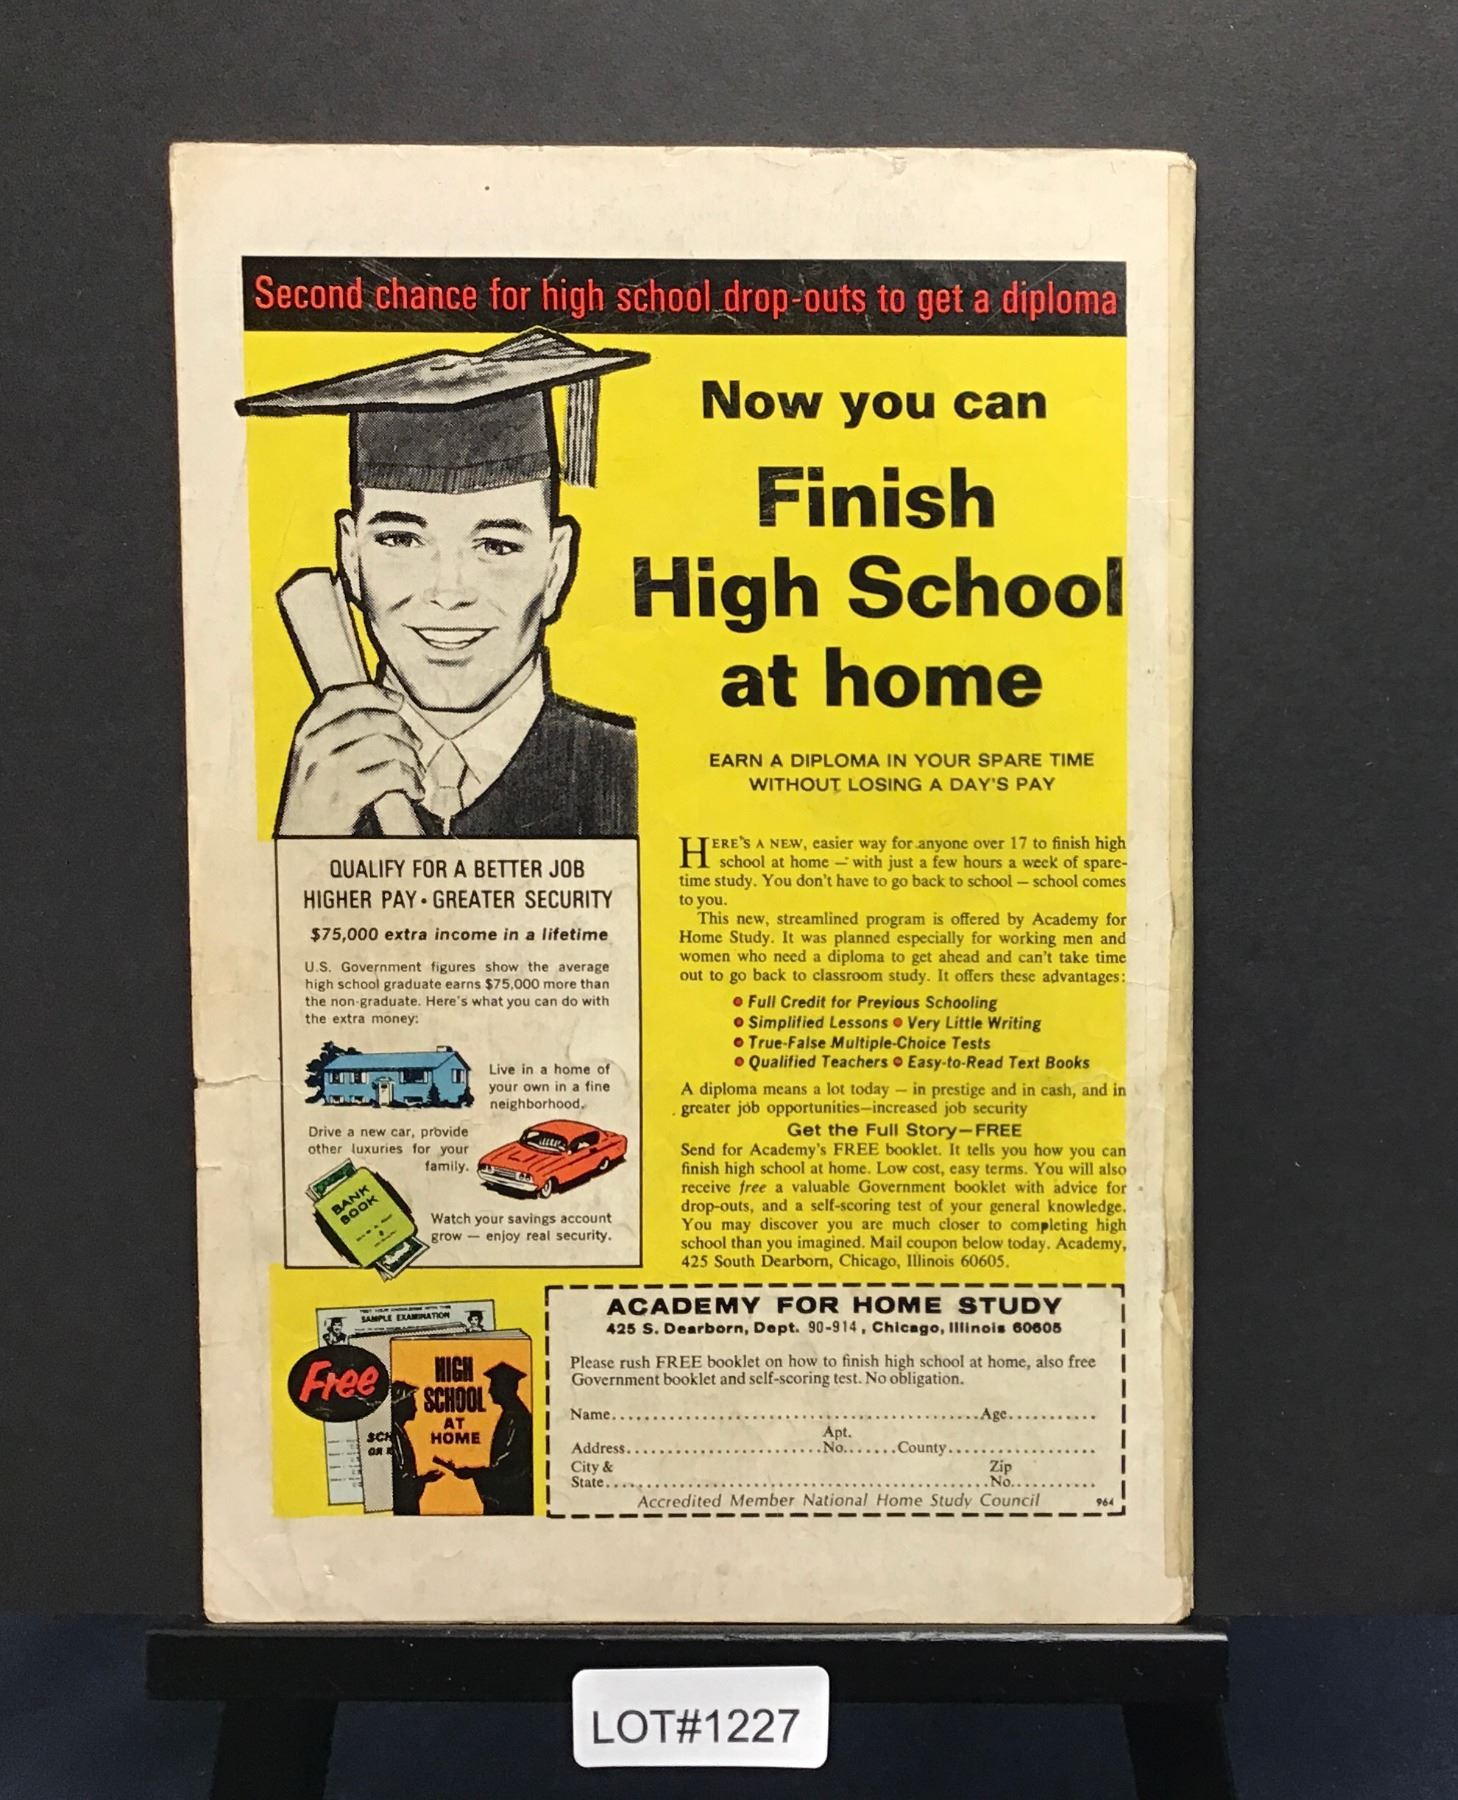 Second chance for high school drop-outs to get a diploma
Now you can
Finish
High School
at home
EARN A DIPLOMA IN YOUR SPARE TIME
WITHOUT LOSING A DAY'S PAY
HERE'S A NEW, easier way for anyone over 17 to finish high
school at home — with just a few hours a week of spare-
time study. You don't have to go back to school — school comes
to you.
This new, streamlined program is offered by Academy for
Home Study. It was planned especially for working men and
women who need a diploma to get ahead and can't take time
out to go back to classroom study. It offers these advantages:
• Full Credit for Previous Schooling
• Simplified Lessons • Very Little Writing
• True-False Multiple-Choice Tests
• Qualified Teachers • Easy-to-Read Text Books
A diploma means a lot today — in prestige and in cash, and in
greater job opportunities—increased job security
Get the Full Story—FREE
Send for Academy's FREE booklet. It tells you how you can
finish high school at home. Low cost, easy terms. You will also
receive free a valuable Government booklet with advice for
drop-outs, and a self-scoring test of your general knowledge.
You may discover you are much closer to completing high
school than you imagined. Mail coupon below today. Academy,
425 South Dearborn, Chicago, Illinois 60605.
QUALIFY FOR A BETTER JOB
HIGHER PAY • GREATER SECURITY
$75,000 extra income in a lifetime
U.S. Government figures show the average
high school graduate earns $75,000 more than
the non-graduate. Here's what you can do with
the extra money:
Live in a home of
your own in a fine
neighborhood.
Drive a new car, provide
other luxuries for your
family.
BANK
BOOK
Watch your savings account
grow — enjoy real security.
TEST YOUR KNOWLEDGE WITH THIS
SAMPLE EXAMINATION
Free
HIGH
SCHOOL
AT
HOME
SCH
OR
ACADEMY FOR HOME STUDY
425 S. Dearborn, Dept. 90-914, Chicago, Illinois 60605
Please rush FREE booklet on how to finish high school at home, also free
Government booklet and self-scoring test. No obligation.
Name........................................Age..........
Apt.
Address......................No.......County................
City & Zip
State..........................................No..........
Accredited Member National Home Study Council 964
LOT#1227